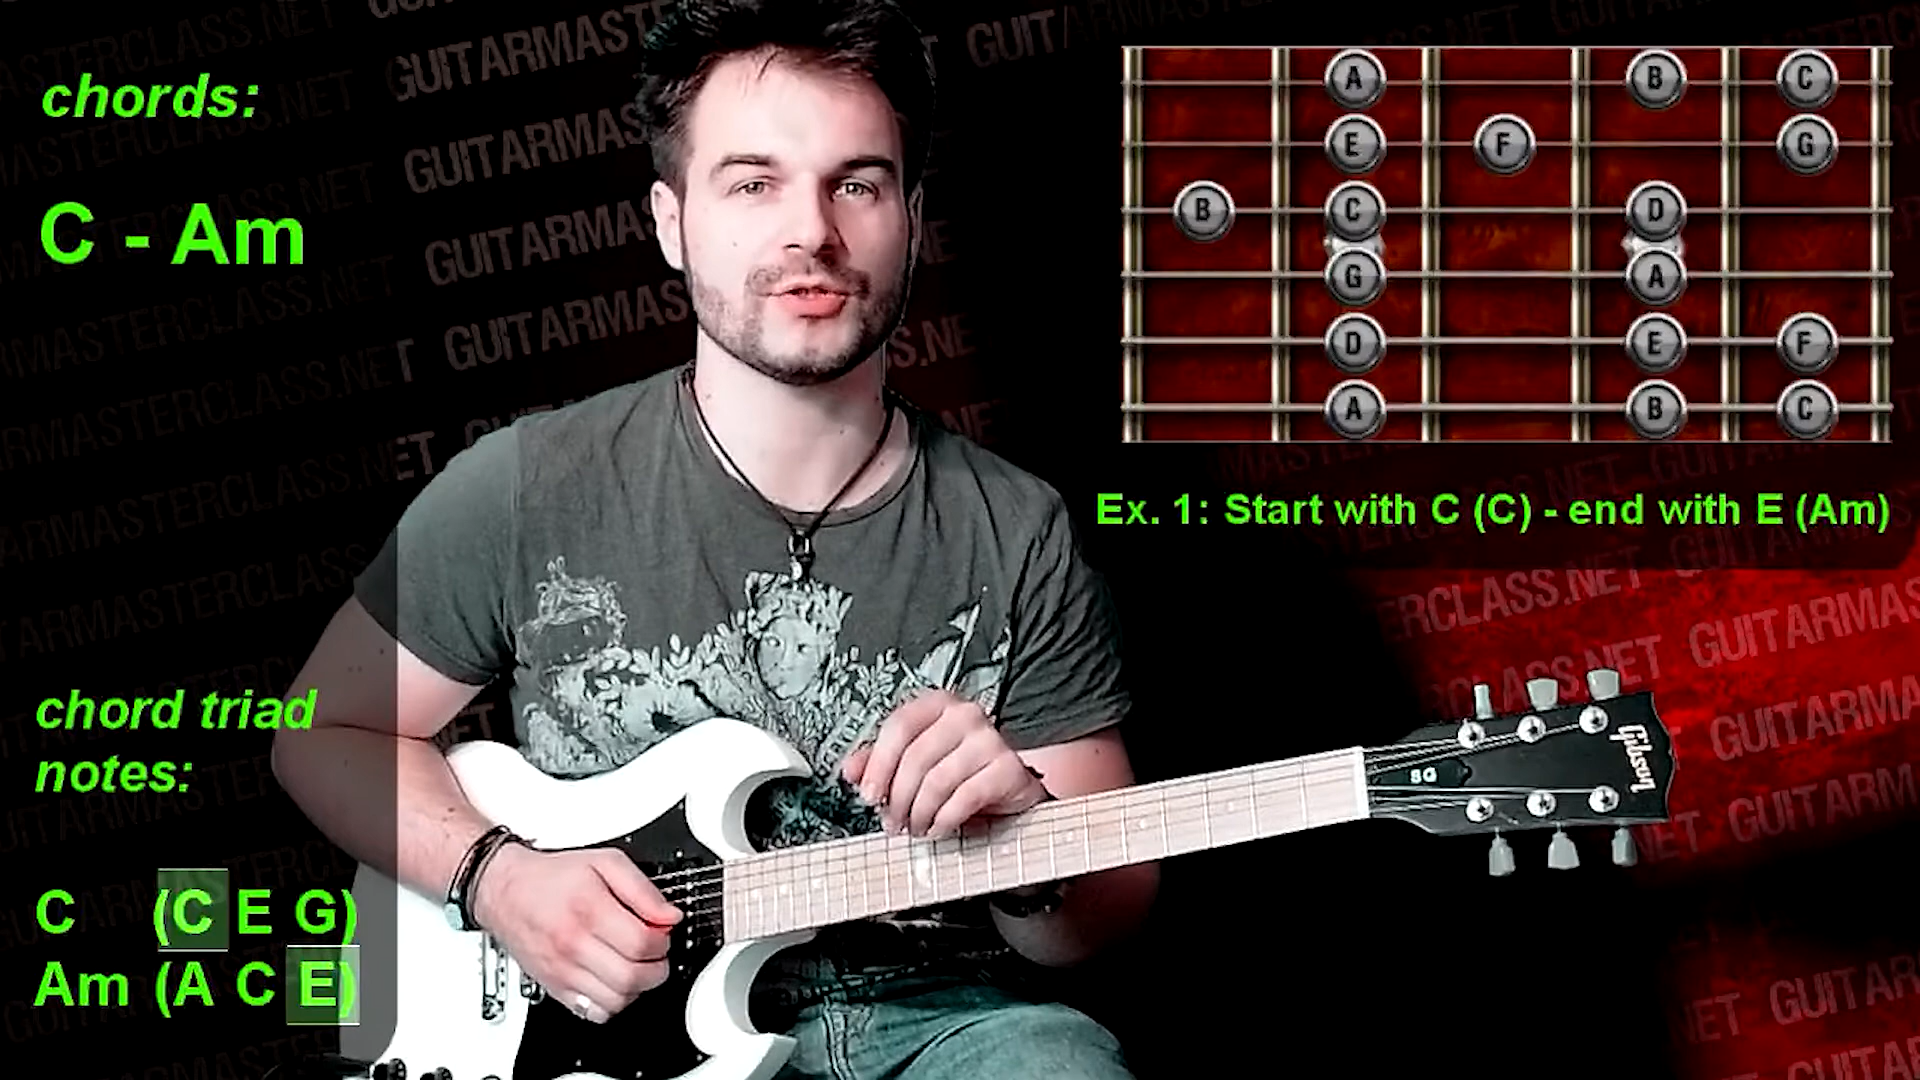 chords:
C - Am
A B C
E F G
B C D
G A
D E F
A B C
Ex. 1: Start with C (C) - end with E (Am)
chord triad
notes:
C (C E G)
Am (A C E)
SG
Gibson
GUITARMASTERCLASS.NET